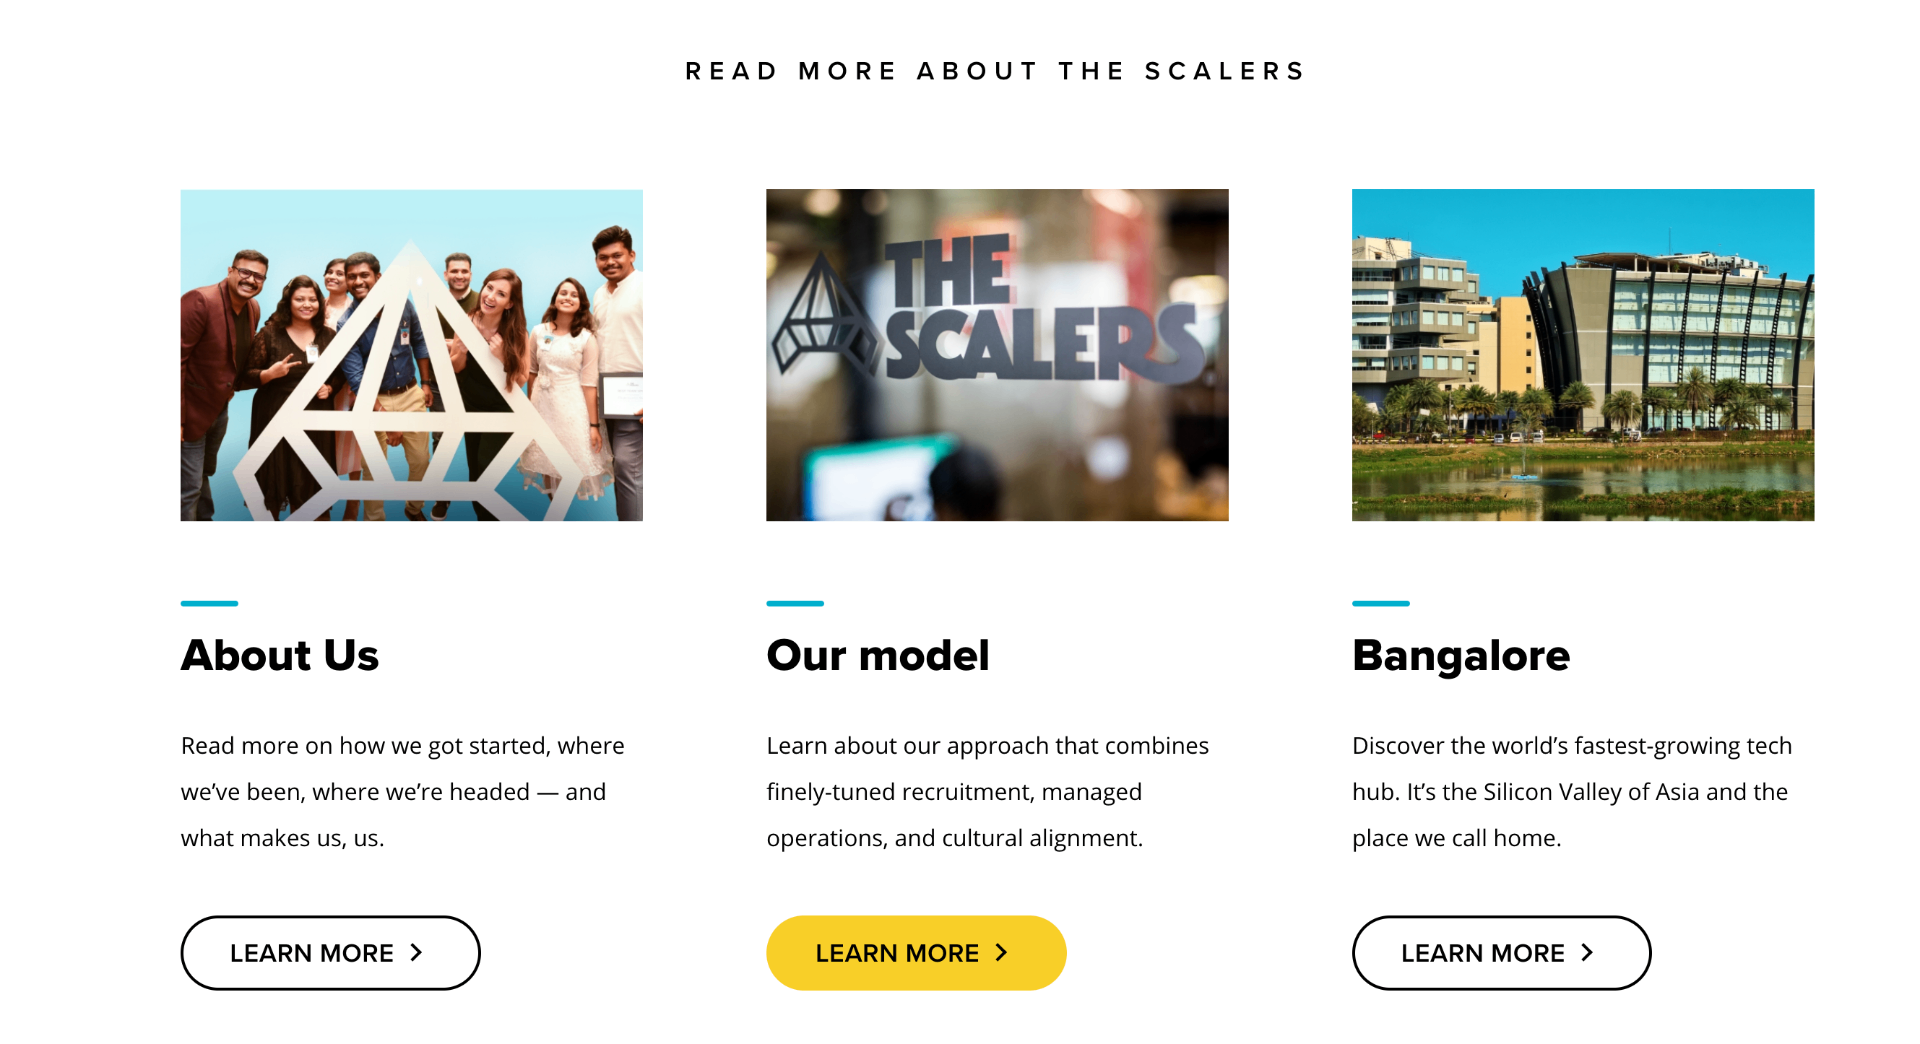 READ MORE ABOUT THE SCALERS
THE
SCALERS
About Us
Read more on how we got started, where
we’ve been, where we’re headed — and
what makes us, us.
LEARN MORE
Our model
Learn about our approach that combines
finely-tuned recruitment, managed
operations, and cultural alignment.
LEARN MORE
Bangalore
Discover the world’s fastest-growing tech
hub. It’s the Silicon Valley of Asia and the
place we call home.
LEARN MORE